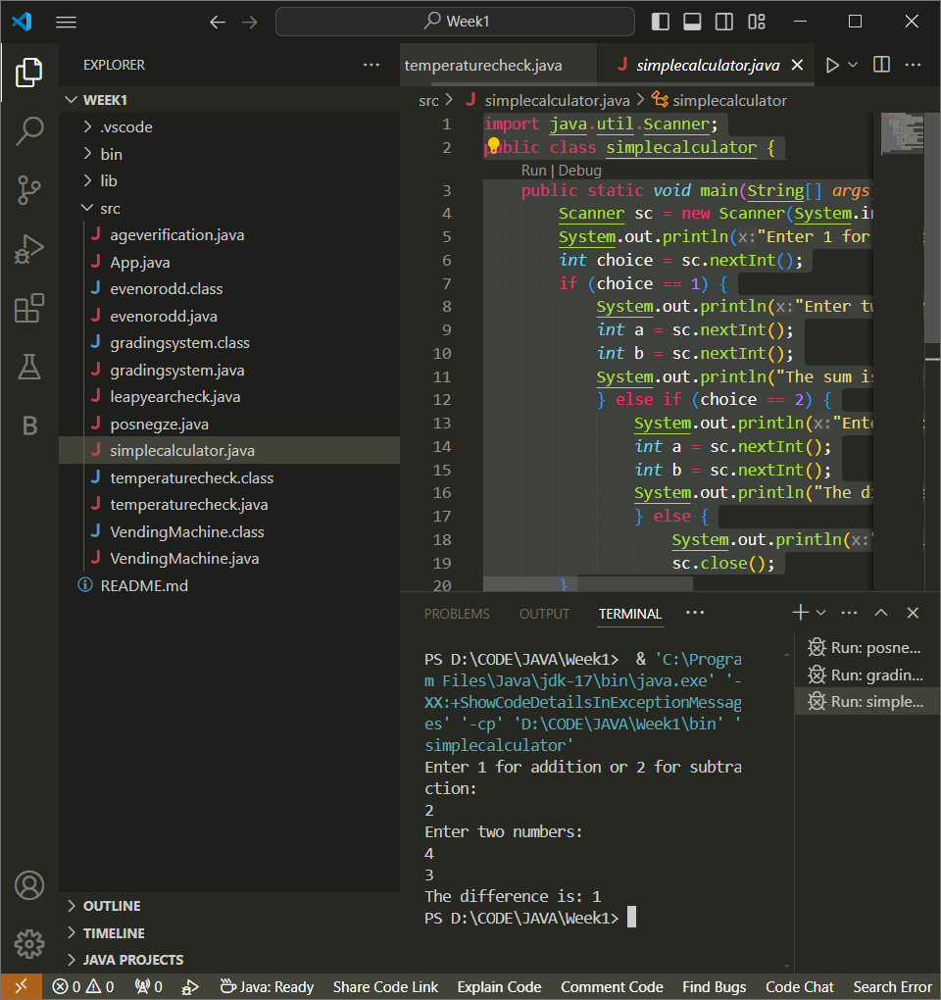 Week1
EXPLORER
temperaturecheck.java
simplecalculator.java
WEEK1
.vscode
bin
lib
src
ageverification.java
App.java
evenorodd.class
evenorodd.java
gradingsystem.class
gradingsystem.java
leapyearcheck.java
posnegze.java
simplecalculator.java
temperaturecheck.class
temperaturecheck.java
VendingMachine.class
VendingMachine.java
README.md
OUTLINE
TIMELINE
JAVA PROJECTS
src > simplecalculator.java > simplecalculator
1 import java.util.Scanner;
2 public class simplecalculator {
Run | Debug
3 public static void main(String[] args
4 Scanner sc = new Scanner(System.in
5 System.out.println(x:"Enter 1 for
6 int choice = sc.nextInt();
7 if (choice == 1) {
8 System.out.println(x:"Enter tw
9 int a = sc.nextInt();
10 int b = sc.nextInt();
11 System.out.println("The sum is
12 } else if (choice == 2) {
13 System.out.println(x:"Ente
14 int a = sc.nextInt();
15 int b = sc.nextInt();
16 System.out.println("The di
17 } else {
18 System.out.println(x:"
19 sc.close();
20 }
PROBLEMS OUTPUT TERMINAL
PS D:\CODE\JAVA\Week1>  & 'C:\Progra
m Files\Java\jdk-17\bin\java.exe' '-
XX:+ShowCodeDetailsInExceptionMessag
es' '-cp' 'D:\CODE\JAVA\Week1\bin' '
simplecalculator'
Enter 1 for addition or 2 for subtra
ction:
2
Enter two numbers:
4
3
The difference is: 1
PS D:\CODE\JAVA\Week1>
Run: posne...
Run: gradin...
Run: simple...
0 0 0 Java: Ready Share Code Link Explain Code Comment Code Find Bugs Code Chat Search Error